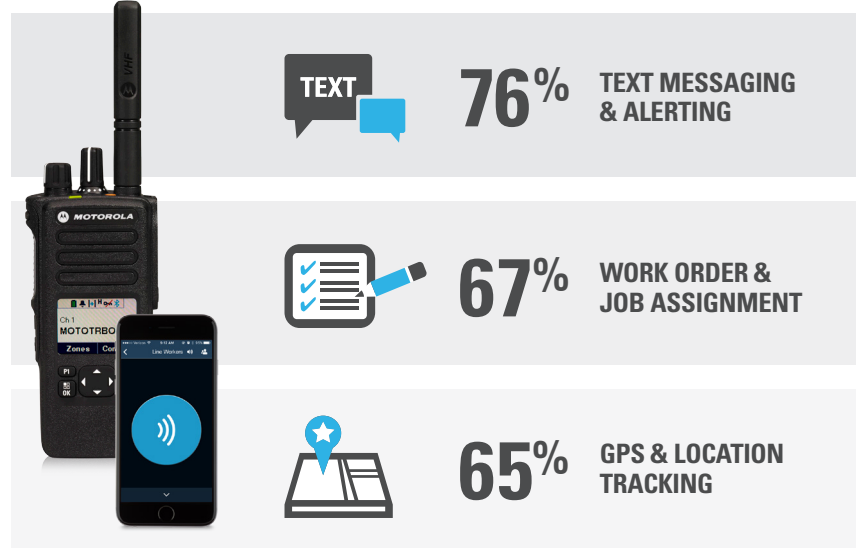 VHF
MOTOROLA
Ch 1
MOTOTRBO
Zones
P1
OK
Line Workers
TEXT
76%
TEXT MESSAGING
& ALERTING
67%
WORK ORDER &
JOB ASSIGNMENT
65%
GPS & LOCATION
TRACKING